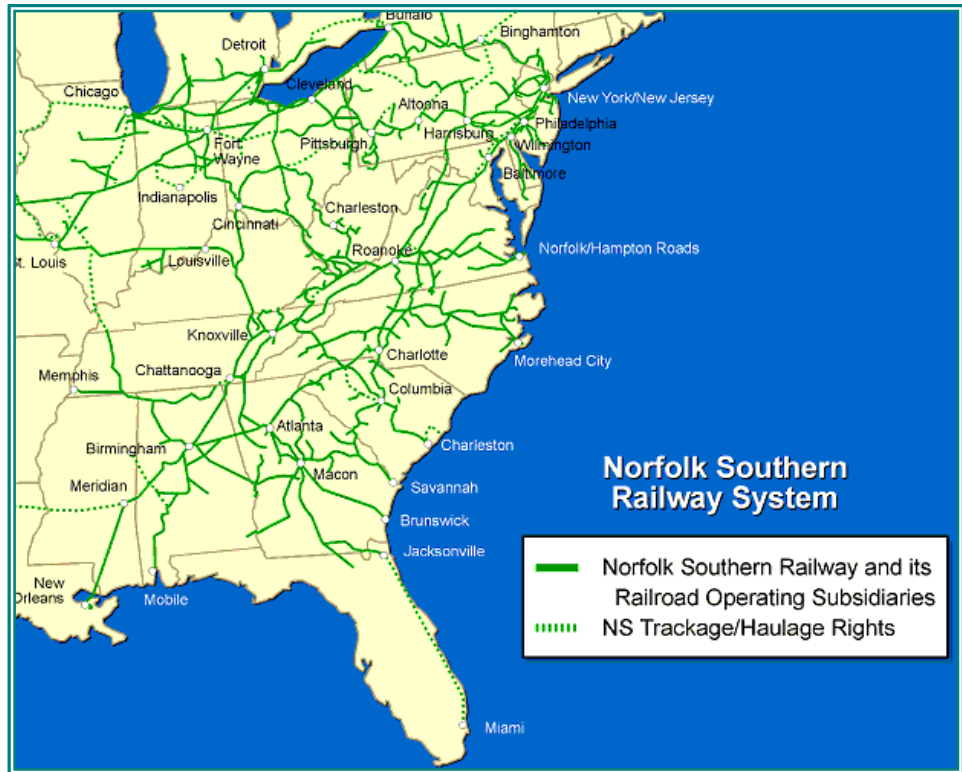 Buffalo
Binghamton
Detroit
Cleveland
Chicago
New York/New Jersey
Altoona
Philadelphia
Harrisburg
Pittsburgh
Fort
Wayne
Wilmington
Baltimore
Indianapolis
Charleston
Cincinnati
Roanoke
Norfolk/Hampton Roads
St. Louis
Louisville
Knoxville
Charlotte
Morehead City
Chattanooga
Memphis
Columbia
Atlanta
Birmingham
Charleston
Macon
Norfolk Southern
Railway System
Meridian
Savannah
Brunswick
Jacksonville
Norfolk Southern Railway and its
Railroad Operating Subsidiaries
NS Trackage/Haulage Rights
New
Orleans
Mobile
Miami